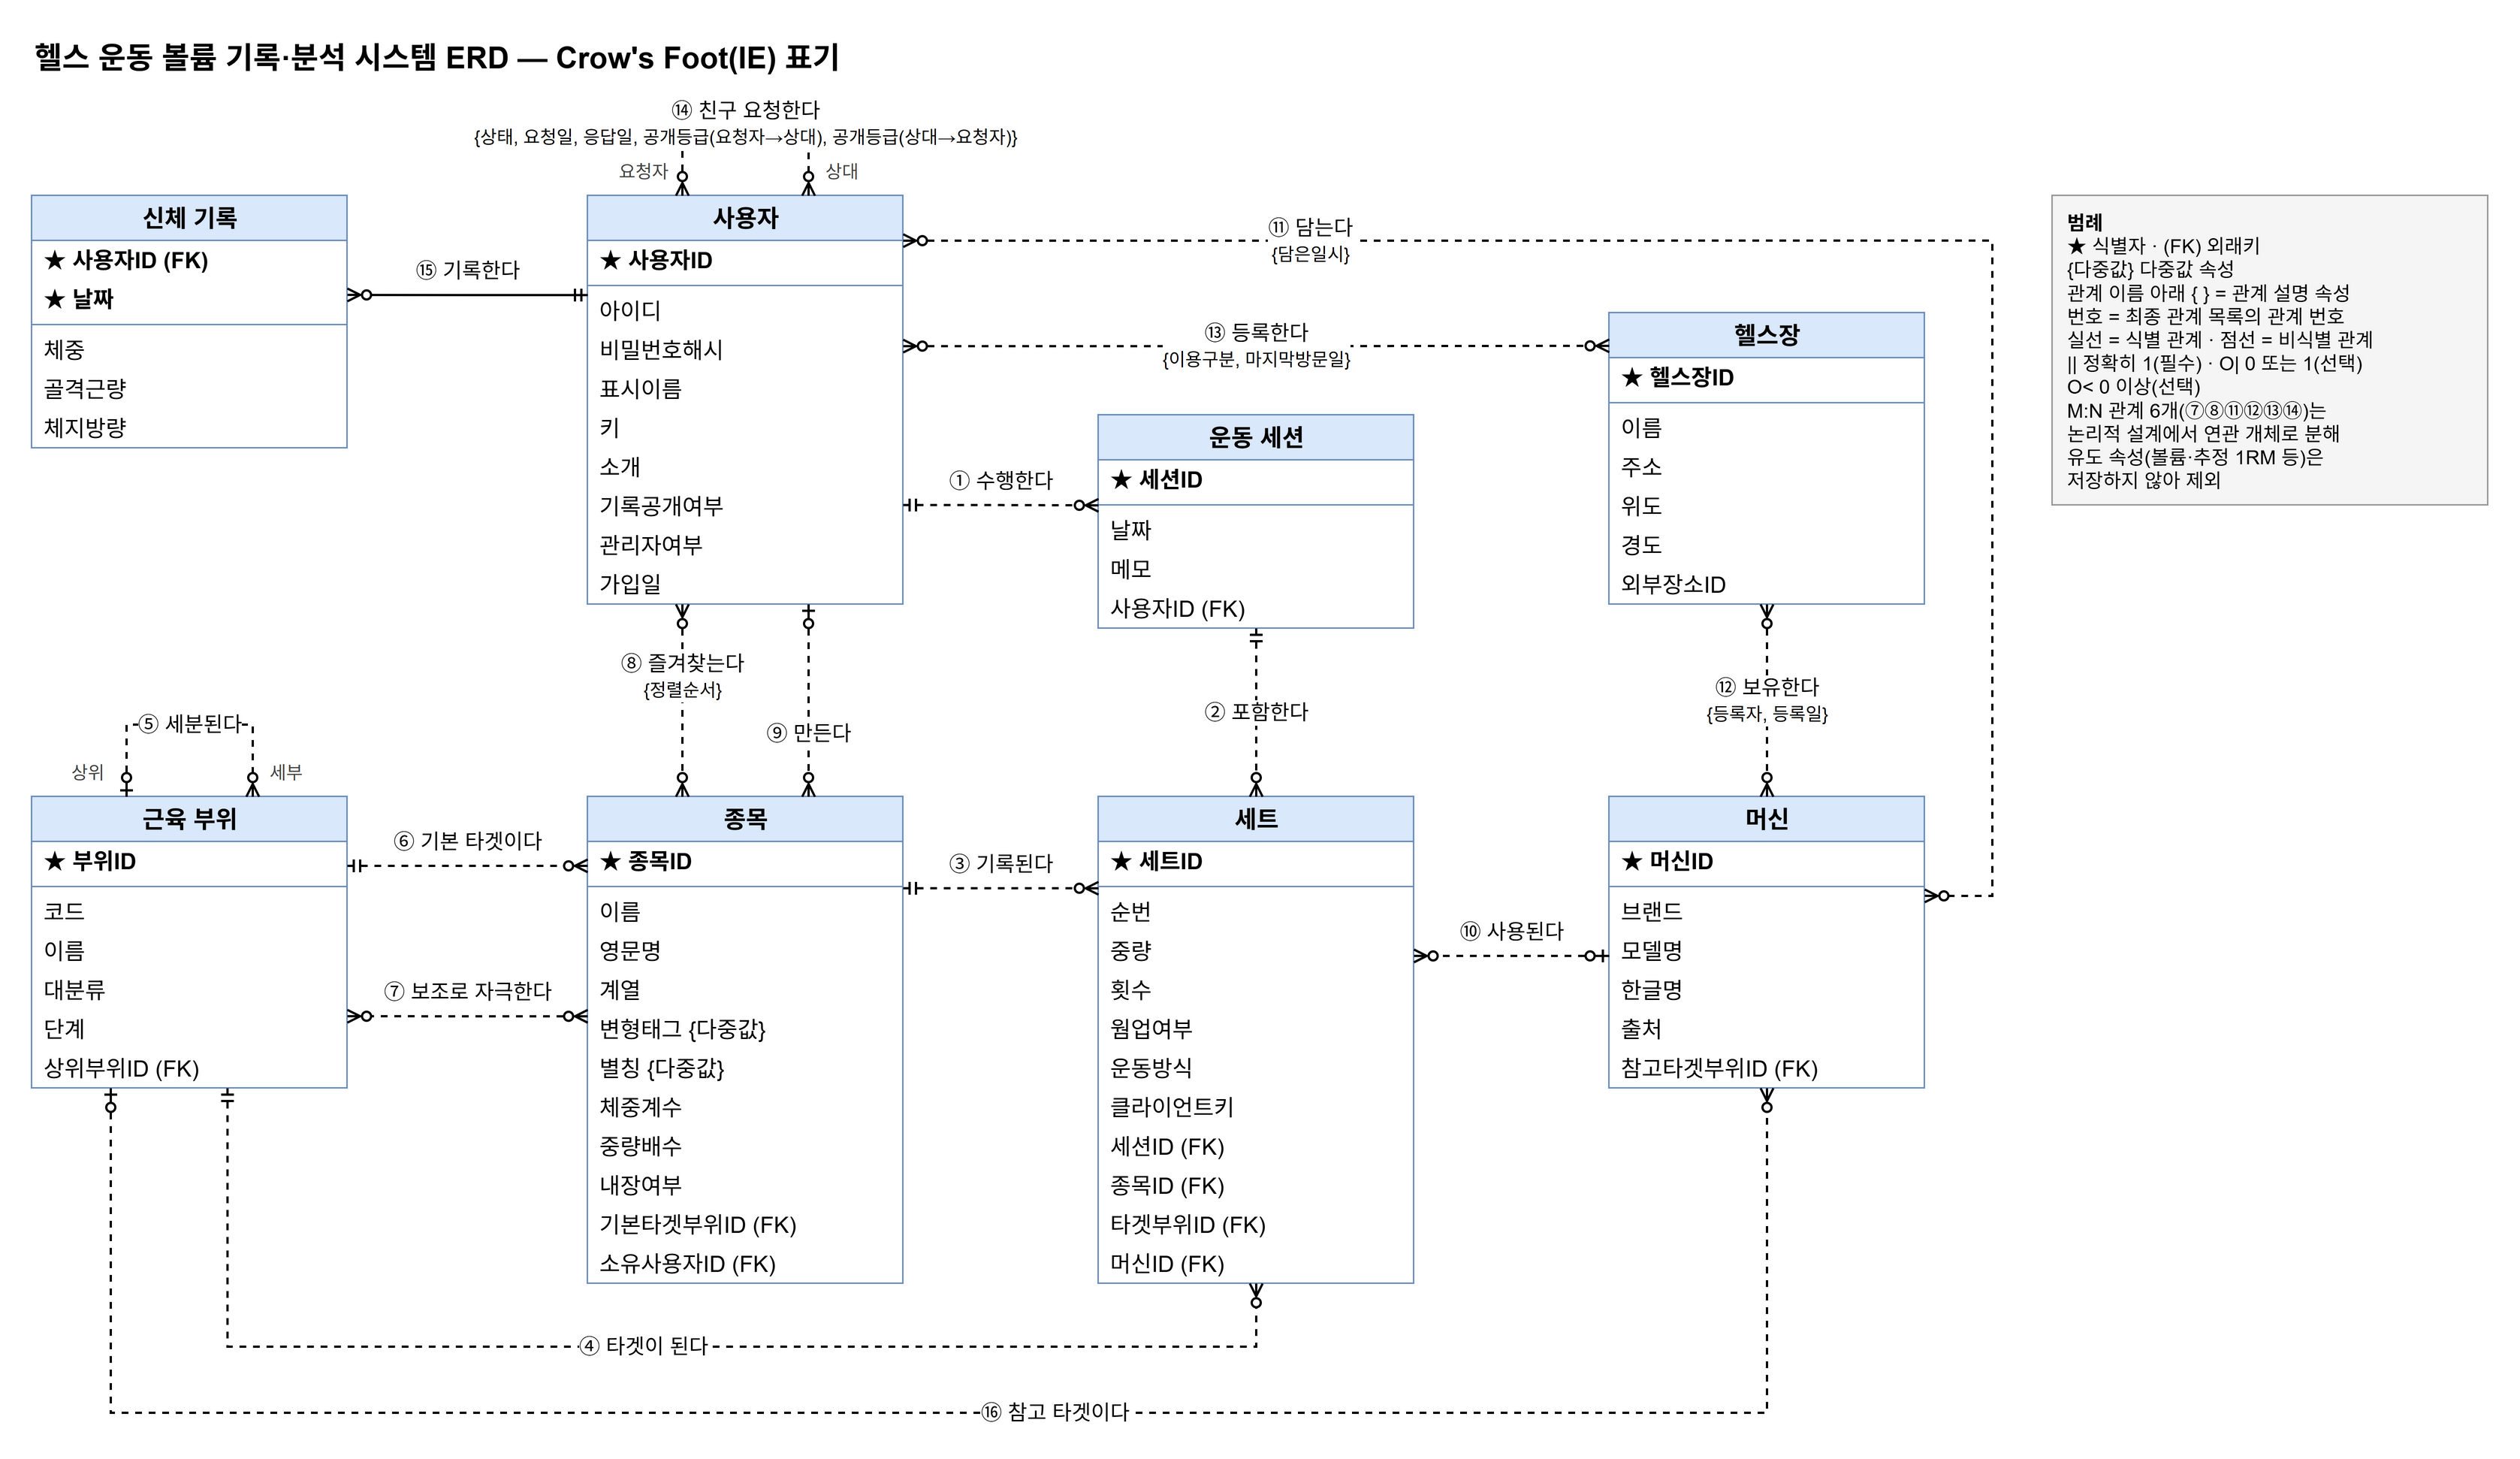 헬스 운동 볼륨 기록·분석 시스템 ERD — Crow's Foot(IE) 표기
⑭ 친구 요청한다
{상태, 요청일, 응답일, 공개등급(요청자→상대), 공개등급(상대→요청자)}
요청자
상대
신체 기록
★ 사용자ID (FK)
★ 날짜
체중
골격근량
체지방량
⑮ 기록한다
사용자
★ 사용자ID
아이디
비밀번호해시
표시이름
키
소개
기록공개여부
관리자여부
가입일
⑪ 담는다
{담은일시}
⑬ 등록한다
{이용구분, 마지막방문일}
① 수행한다
운동 세션
★ 세션ID
날짜
메모
사용자ID (FK)
헬스장
★ 헬스장ID
이름
주소
위도
경도
외부장소ID
범례
★ 식별자 · (FK) 외래키
{다중값} 다중값 속성
관계 이름 아래 { } = 관계 설명 속성
번호 = 최종 관계 목록의 관계 번호
실선 = 식별 관계 · 점선 = 비식별 관계
|| 정확히 1(필수) · O| 0 또는 1(선택)
O< 0 이상(선택)
M:N 관계 6개(⑦⑧⑪⑫⑬⑭)는
논리적 설계에서 연관 개체로 분해
유도 속성(볼륨·추정 1RM 등)은
저장하지 않아 제외
⑧ 즐겨찾는다
{정렬순서}
⑨ 만든다
② 포함한다
⑫ 보유한다
{등록자, 등록일}
⑤ 세분된다
상위
세부
근육 부위
★ 부위ID
코드
이름
대분류
단계
상위부위ID (FK)
⑥ 기본 타겟이다
⑦ 보조로 자극한다
종목
★ 종목ID
이름
영문명
계열
변형태그 {다중값}
별칭 {다중값}
체중계수
중량배수
내장여부
기본타겟부위ID (FK)
소유사용자ID (FK)
③ 기록된다
세트
★ 세트ID
순번
중량
횟수
웜업여부
운동방식
클라이언트키
세션ID (FK)
종목ID (FK)
타겟부위ID (FK)
머신ID (FK)
⑩ 사용된다
머신
★ 머신ID
브랜드
모델명
한글명
출처
참고타겟부위ID (FK)
④ 타겟이 된다
⑯ 참고 타겟이다